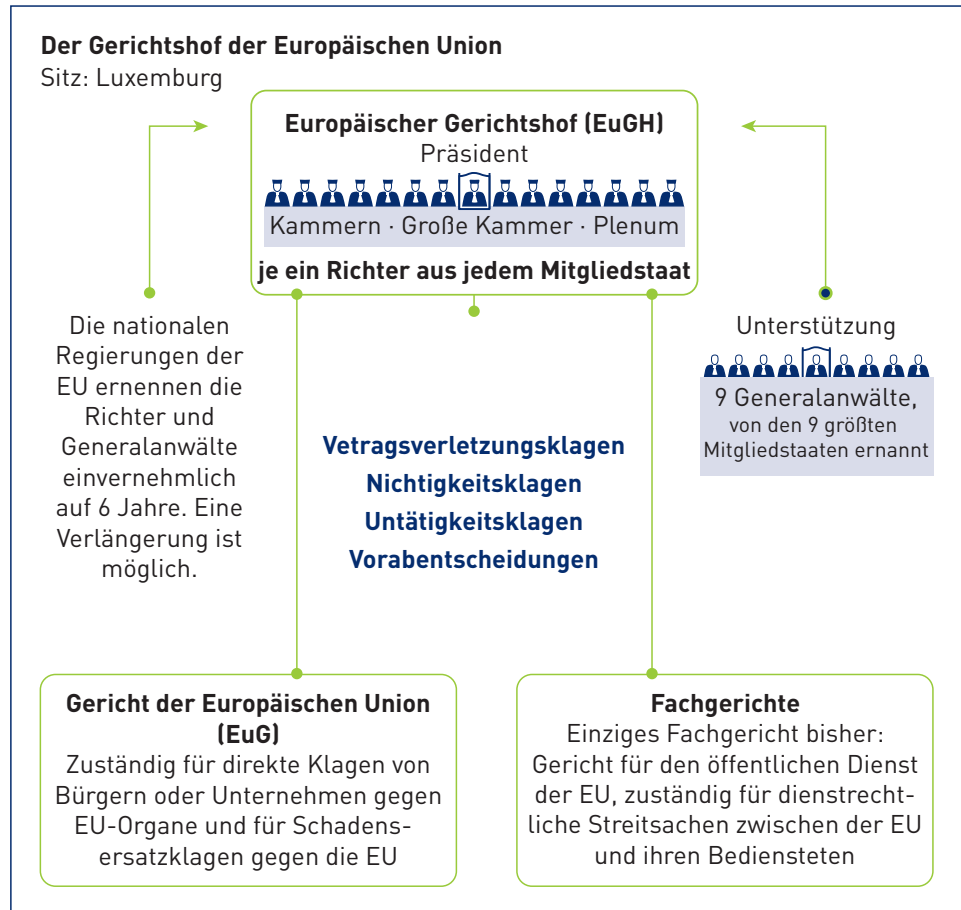 Der Gerichtshof der Europäischen Union
Sitz: Luxemburg
Europäischer Gerichtshof (EuGH)
Präsident
Kammern · Große Kammer · Plenum
je ein Richter aus jedem Mitgliedstaat
Die nationalen
Regierungen der
EU ernennen die
Richter und
Generalanwälte
einvernehmlich
auf 6 Jahre. Eine
Verlängerung ist
möglich.
Unterstützung
9 Generalanwälte,
von den 9 größten
Mitgliedstaaten ernannt
Vetragsverletzungsklagen
Nichtigkeitsklagen
Untätigkeitsklagen
Vorabentscheidungen
Gericht der Europäischen Union
(EuG)
Zuständig für direkte Klagen von
Bürgern oder Unternehmen gegen
EU-Organe und für Schadens-
ersatzklagen gegen die EU
Fachgerichte
Einziges Fachgericht bisher:
Gericht für den öffentlichen Dienst
der EU, zuständig für dienstrecht-
liche Streitsachen zwischen der EU
und ihren Bediensteten